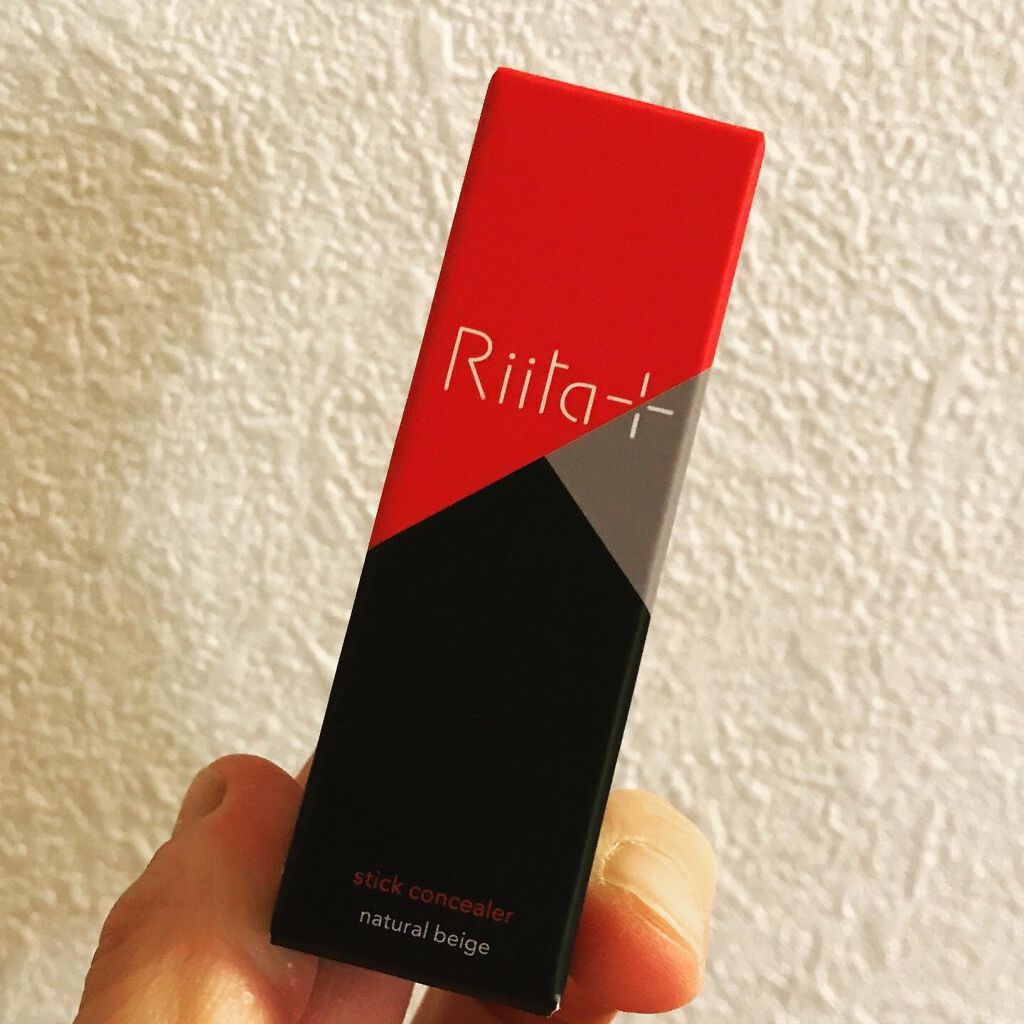 Riita+
stick concealer
natural beige